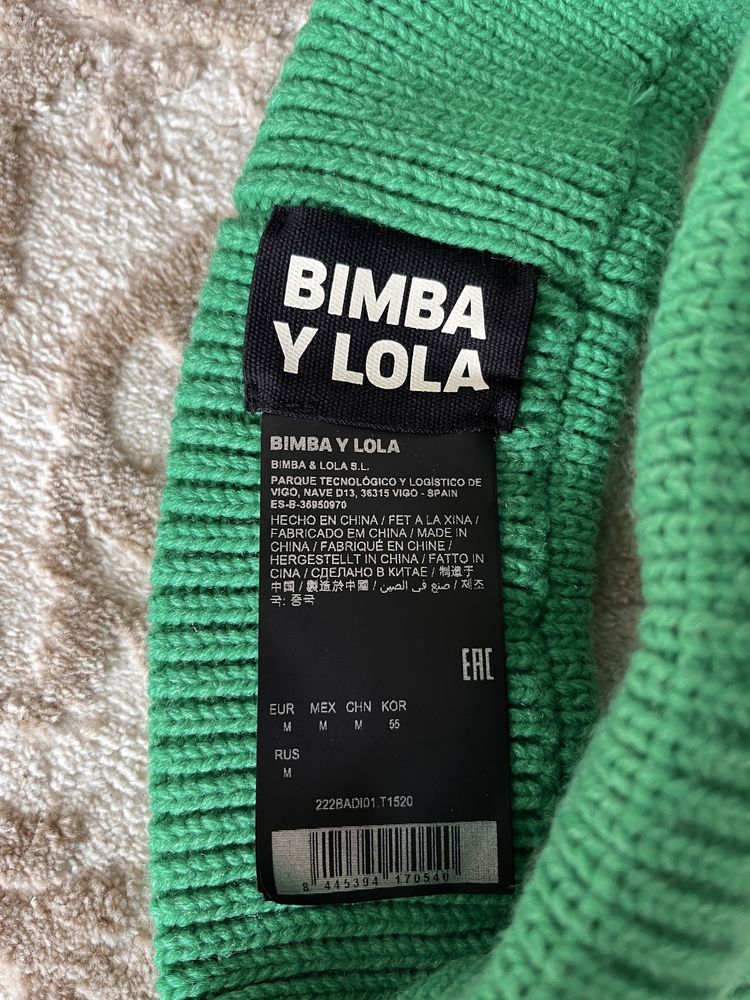 BIMBA
Y LOLA
BIMBA Y LOLA
BIMBA & LOLA S.L.
PARQUE TECNOLÓGICO Y LOGÍSTICO DE
VIGO, NAVE D13, 36315 VIGO - SPAIN
ES-B-36950970
HECHO EN CHINA / FET A LA XINA /
FABRICADO EM CHINA / MADE IN
CHINA / FABRIQUÉ EN CHINE /
HERGESTELLT IN CHINA / FATTO IN
CINA / СДЕЛАНО В КИТАЕ / 制造于
中国 / 製造於中國 / صنع في الصين / 제조
국: 중국
EAC
EUR MEX CHN KOR
M M M 55
RUS
M
222BADI01.T1520
8 445394 170540